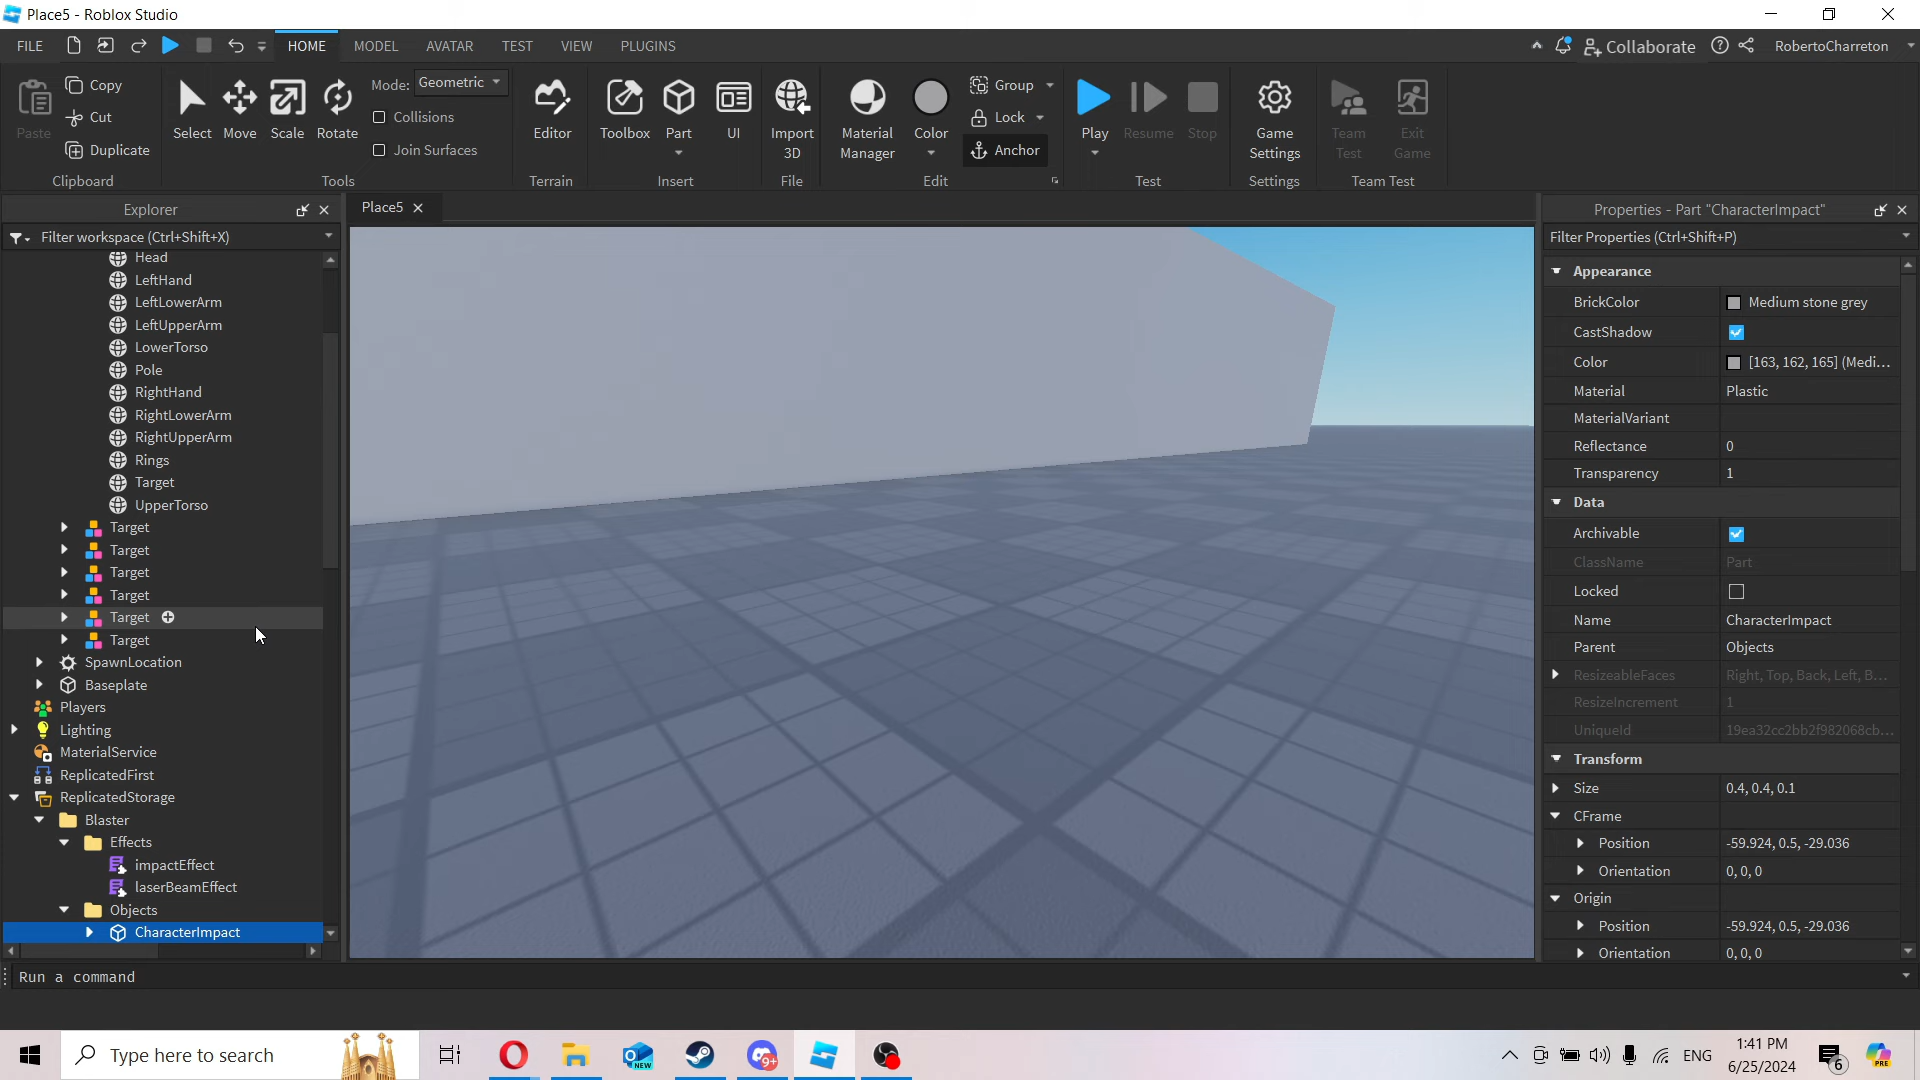 Place5 - Roblox Studio
FILE HOME MODEL AVATAR TEST VIEW PLUGINS Collaborate RobertoCharreton
Paste Copy Cut Duplicate Clipboard
Select Move Scale Rotate Mode: Geometric Collisions Join Surfaces Tools
Editor Terrain
Toolbox Part UI Insert
Import 3D File
Material Manager Color Group Lock Anchor Edit
Play Resume Stop Test
Game Settings Settings
Team Test Exit Game Team Test
Explorer
Filter workspace (Ctrl+Shift+X)
Head
LeftHand
LeftLowerArm
LeftUpperArm
LowerTorso
Pole
RightHand
RightLowerArm
RightUpperArm
Rings
Target
UpperTorso
Target
Target
Target
Target
Target
Target
SpawnLocation
Baseplate
Players
Lighting
MaterialService
ReplicatedFirst
ReplicatedStorage
Blaster
Effects
impactEffect
laserBeamEffect
Objects
CharacterImpact
Place5
Properties - Part "CharacterImpact"
Filter Properties (Ctrl+Shift+P)
Appearance
BrickColor Medium stone grey
CastShadow
Color [163, 162, 165] (Medi...
Material Plastic
MaterialVariant
Reflectance 0
Transparency 1
Data
Archivable
ClassName Part
Locked
Name CharacterImpact
Parent Objects
ResizeableFaces Right, Top, Back, Left, B...
ResizeIncrement 1
UniqueId 19ea32cc2bb2f982068cb...
Transform
Size 0.4, 0.4, 0.1
CFrame
Position -59.924, 0.5, -29.036
Orientation 0, 0, 0
Origin
Position -59.924, 0.5, -29.036
Orientation 0, 0, 0
Run a command
Type here to search
NEW
9+
ENG
1:41 PM
6/25/2024
6
PRE